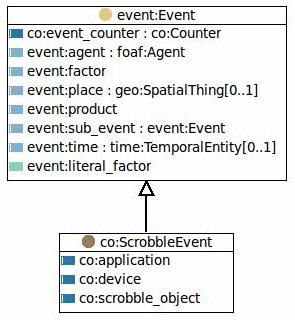 event:Event
co:event_counter : co:Counter
event:agent : foaf:Agent
event:factor
event:place : geo:SpatialThing[0..1]
event:product
event:sub_event : event:Event
event:time : time:TemporalEntity[0..1]
event:literal_factor
co:ScrobbleEvent
co:application
co:device
co:scrobble_object